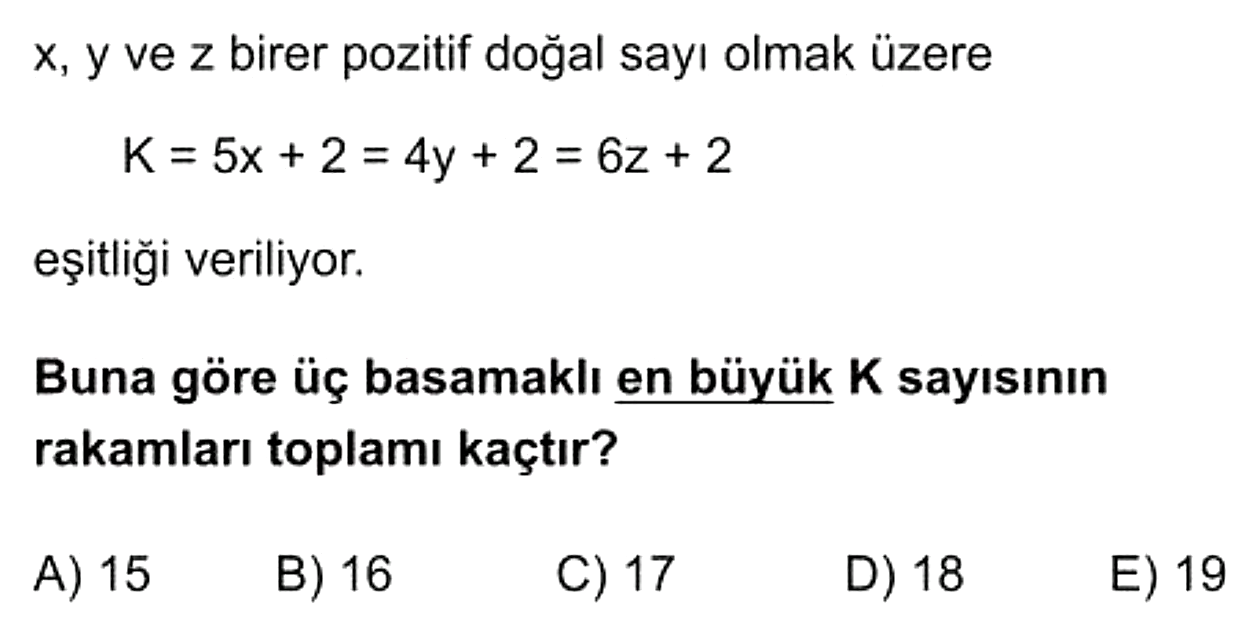 x, y ve z birer pozitif doğal sayı olmak üzere
K = 5x + 2 = 4y + 2 = 6z + 2
eşitliği veriliyor.
Buna göre üç basamaklı en büyük K sayısının
rakamları toplamı kaçtır?
A) 15 B) 16 C) 17 D) 18 E) 19